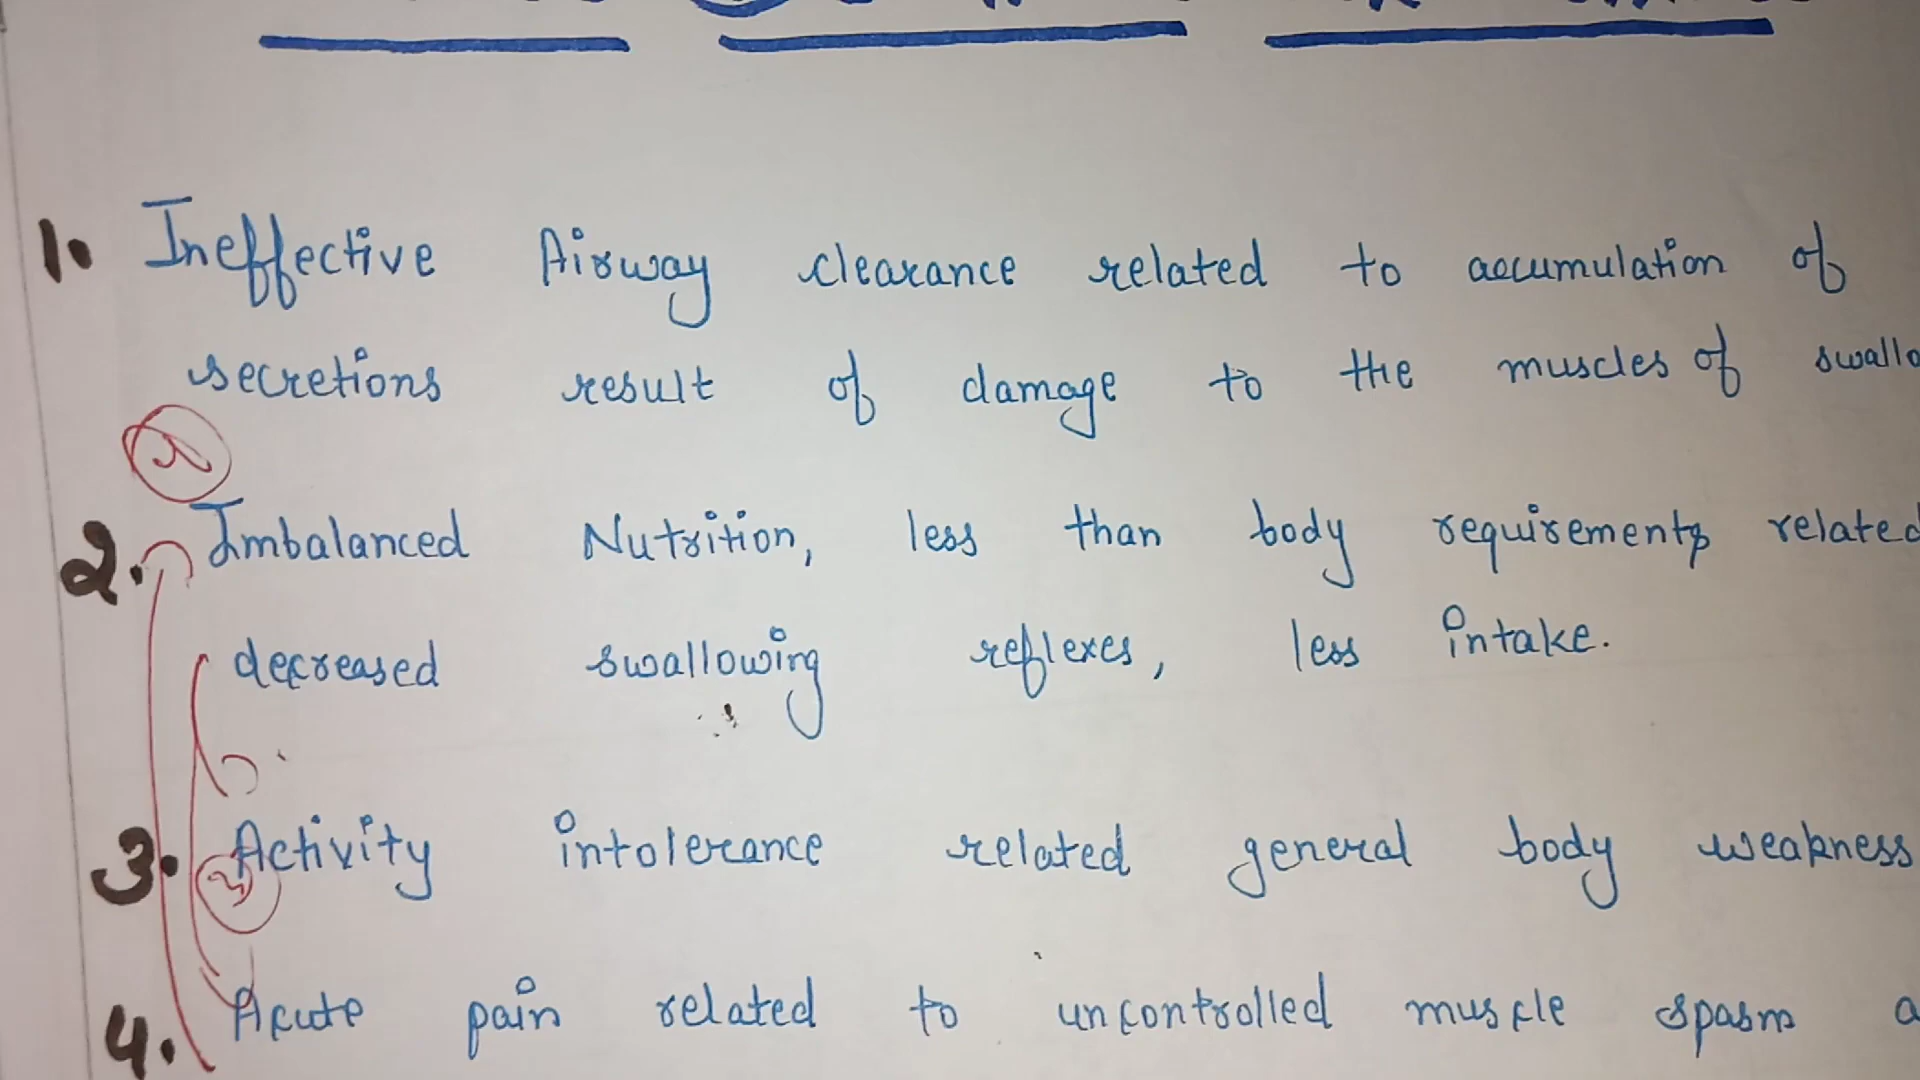 1. Ineffective Airway clearance related to accumulation of
secretions result of damage to the muscles of swallo
2. Imbalanced Nutrition, less than body requirements related
decreased swallowing reflexes, less intake.
3. Activity intolerance related general body weakness
4. Acute pain related to uncontrolled muscle spasm a